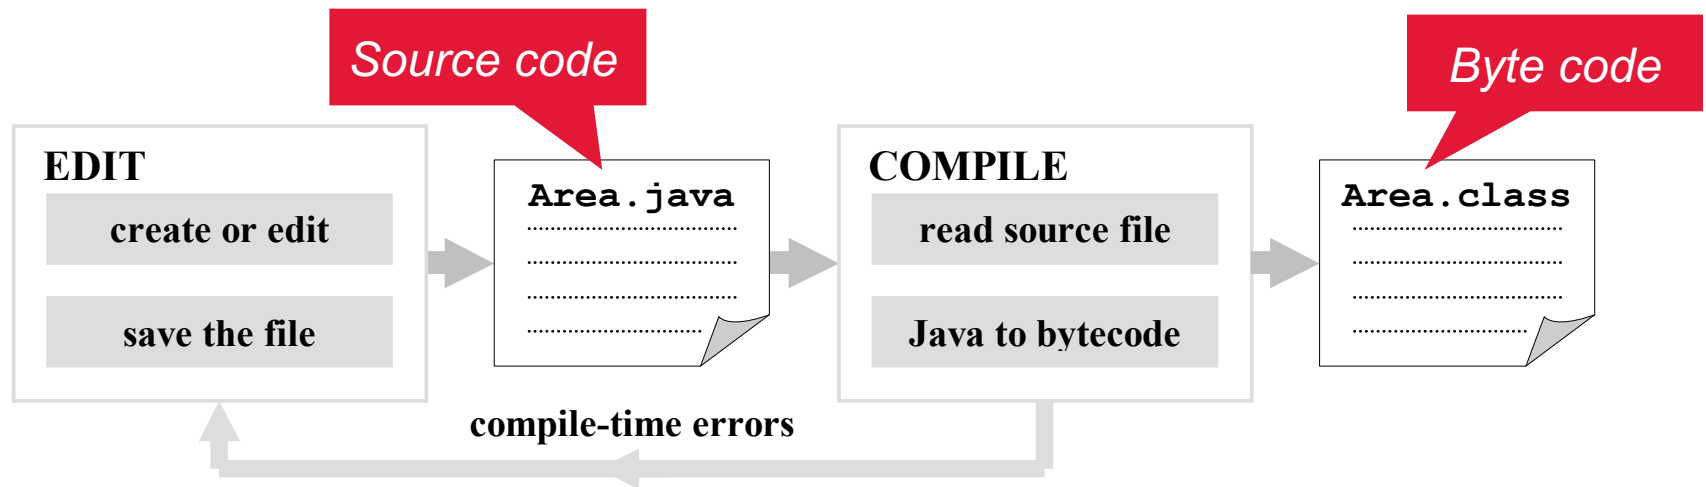 Source code
Byte code
EDIT
create or edit
save the file
Area.java
COMPILE
read source file
Java to bytecode
Area.class
compile-time errors